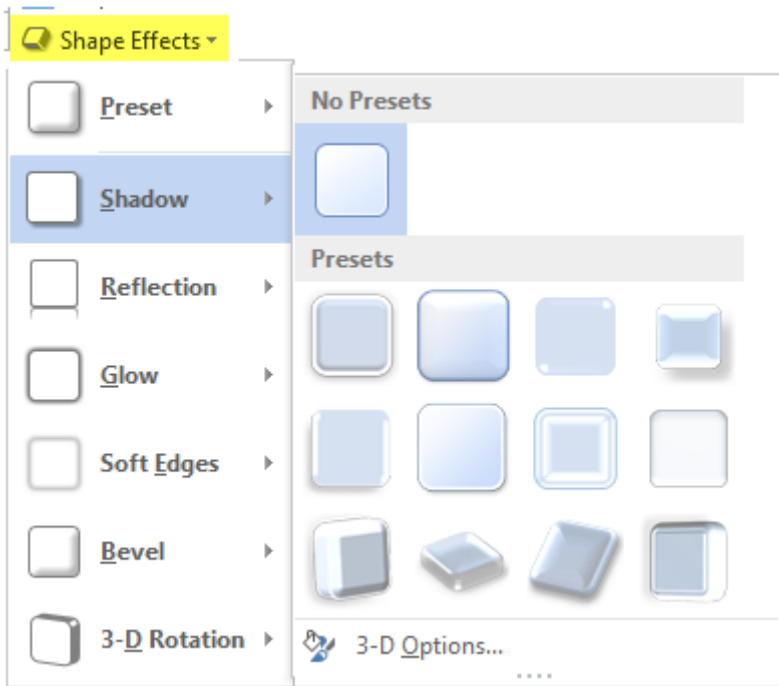 Shape Effects
Preset
Shadow
Reflection
Glow
Soft Edges
Bevel
3-D Rotation
No Presets
Presets
3-D Options...